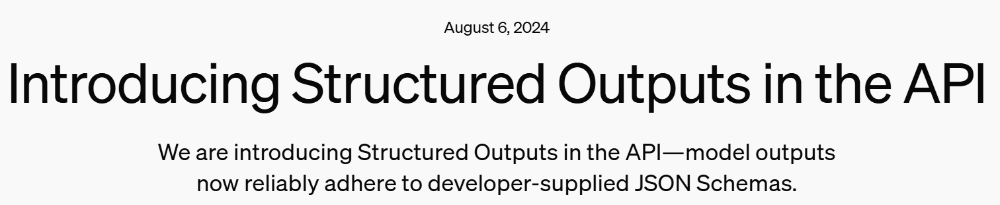 August 6, 2024
Introducing Structured Outputs in the API
We are introducing Structured Outputs in the API—model outputs
now reliably adhere to developer-supplied JSON Schemas.